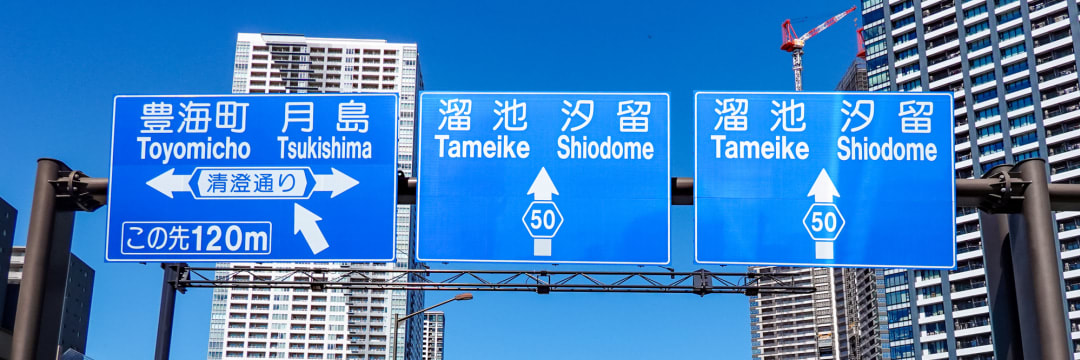 豊海町 月島
Toyomicho Tsukishima
清澄通り
この先120m
溜池 汐留
Tameike Shiodome
50
溜池 汐留
Tameike Shiodome
50